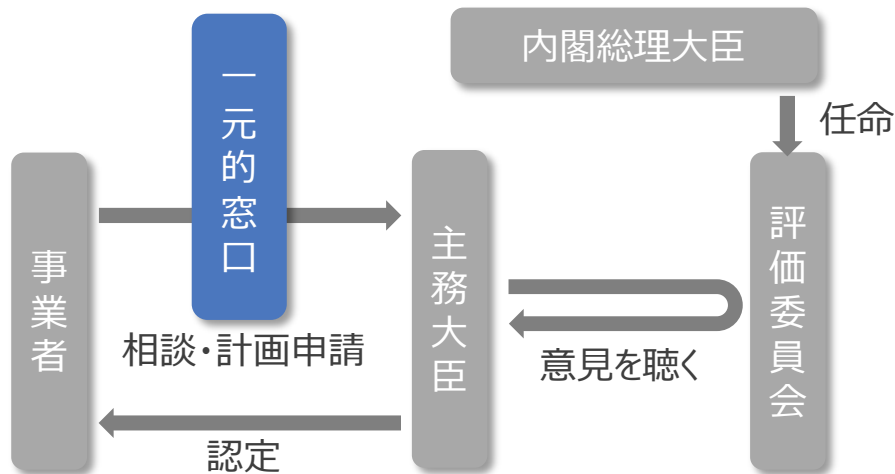 内閣総理大臣
任命
一元的窓口
事業者
主務大臣
評価委員会
相談・計画申請
意見を聴く
認定